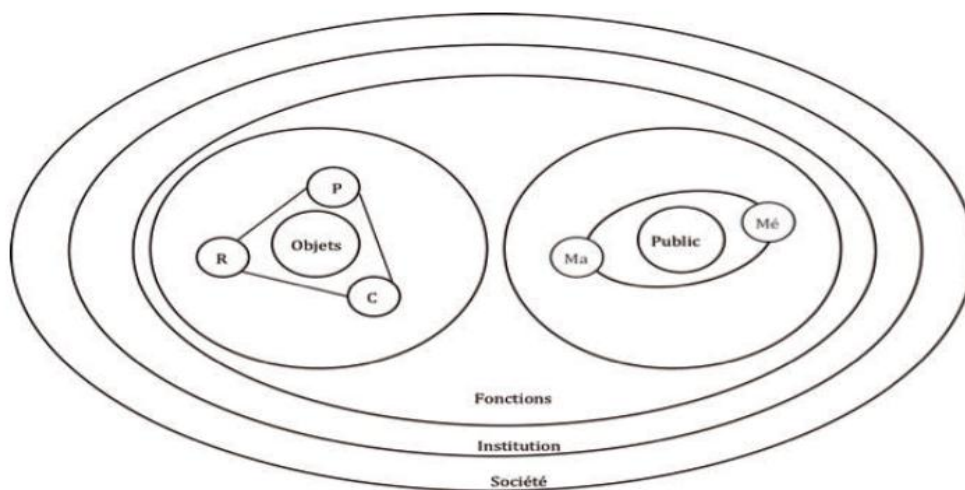 P
Objets
R
C
Public
Mé
Ma
Fonctions
Institution
Société